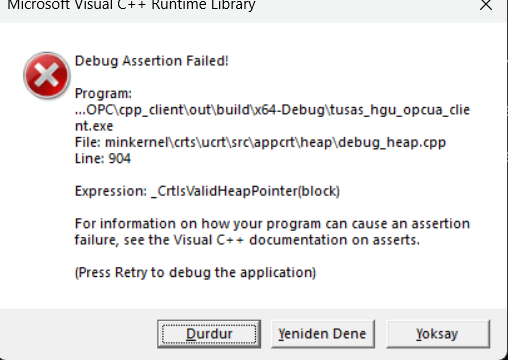 Microsoft Visual C++ Runtime Library
Debug Assertion Failed!
Program:
...OPC\cpp_client\out\build\x64-Debug\tusas_hgu_opcua_clie
nt.exe
File: minkernel\crts\ucrt\src\appcrt\heap\debug_heap.cpp
Line: 904
Expression: _CrtIsValidHeapPointer(block)
For information on how your program can cause an assertion
failure, see the Visual C++ documentation on asserts.
(Press Retry to debug the application)
Durdur
Yeniden Dene
Yoksay